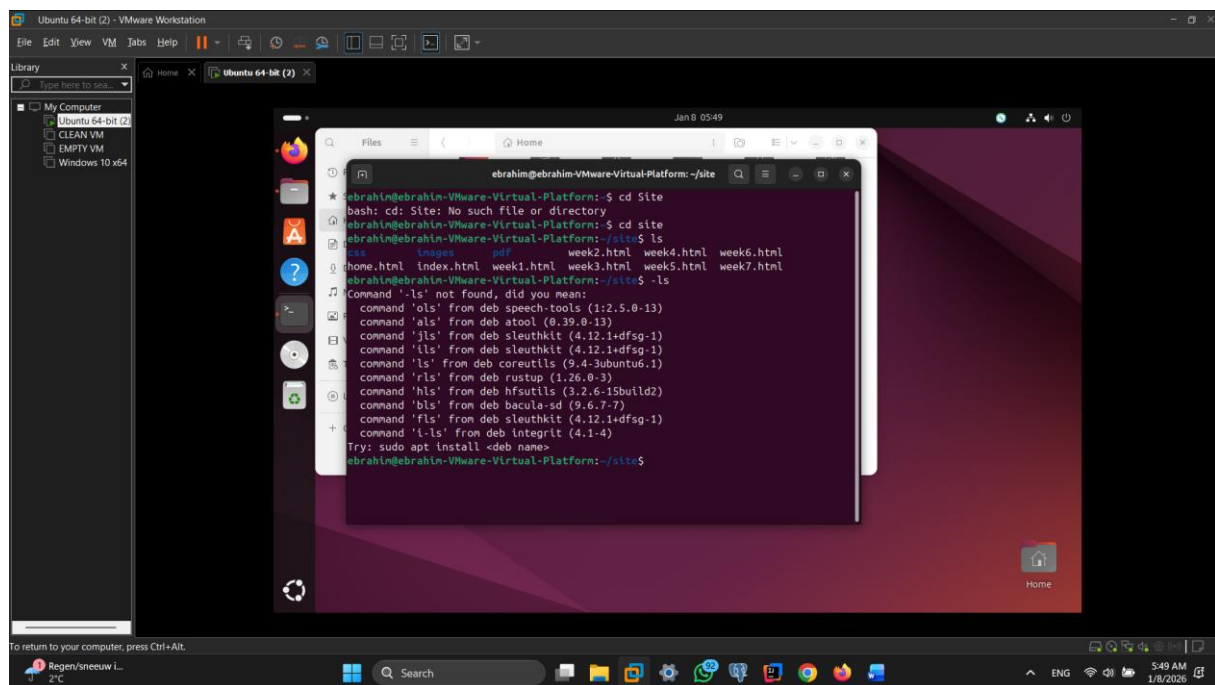 Ubuntu 64-bit (2) - VMware Workstation
File Edit View VM Tabs Help
Library
Home
Ubuntu 64-bit (2)
Type here to sea...
My Computer
Ubuntu 64-bit (2)
CLEAN VM
EMPTY VM
Windows 10 x64
Jan 8 05:49
Files
Home
ebrahim@ebrahim-VMware-Virtual-Platform: ~/site
ebrahim@ebrahim-VMware-Virtual-Platform:~$ cd Site
bash: cd: Site: No such file or directory
ebrahim@ebrahim-VMware-Virtual-Platform:~$ cd site
ebrahim@ebrahim-VMware-Virtual-Platform:~/site$ ls
css images pdf week2.html week4.html week6.html
home.html index.html week1.html week3.html week5.html week7.html
ebrahim@ebrahim-VMware-Virtual-Platform:~/site$ -ls
Command '-ls' not found, did you mean:
command 'ols' from deb speech-tools (1:2.5.0-13)
command 'als' from deb atool (0.39.0-13)
command 'jls' from deb sleuthkit (4.12.1+dfsg-1)
command 'ils' from deb sleuthkit (4.12.1+dfsg-1)
command 'ls' from deb coreutils (9.4-3ubuntu6.1)
command 'rls' from deb rustup (1.26.0-3)
command 'hls' from deb hfsutils (3.2.6-15build2)
command 'bls' from deb bacula-sd (9.6.7-7)
command 'fls' from deb sleuthkit (4.12.1+dfsg-1)
command 'i-ls' from deb integrit (4.1-4)
Try: sudo apt install <deb name>
ebrahim@ebrahim-VMware-Virtual-Platform:~/site$
Home
To return to your computer, press Ctrl+Alt.
1
Regen/sneeuw i...
2°C
Search
92
ENG
5:49 AM
1/8/2026